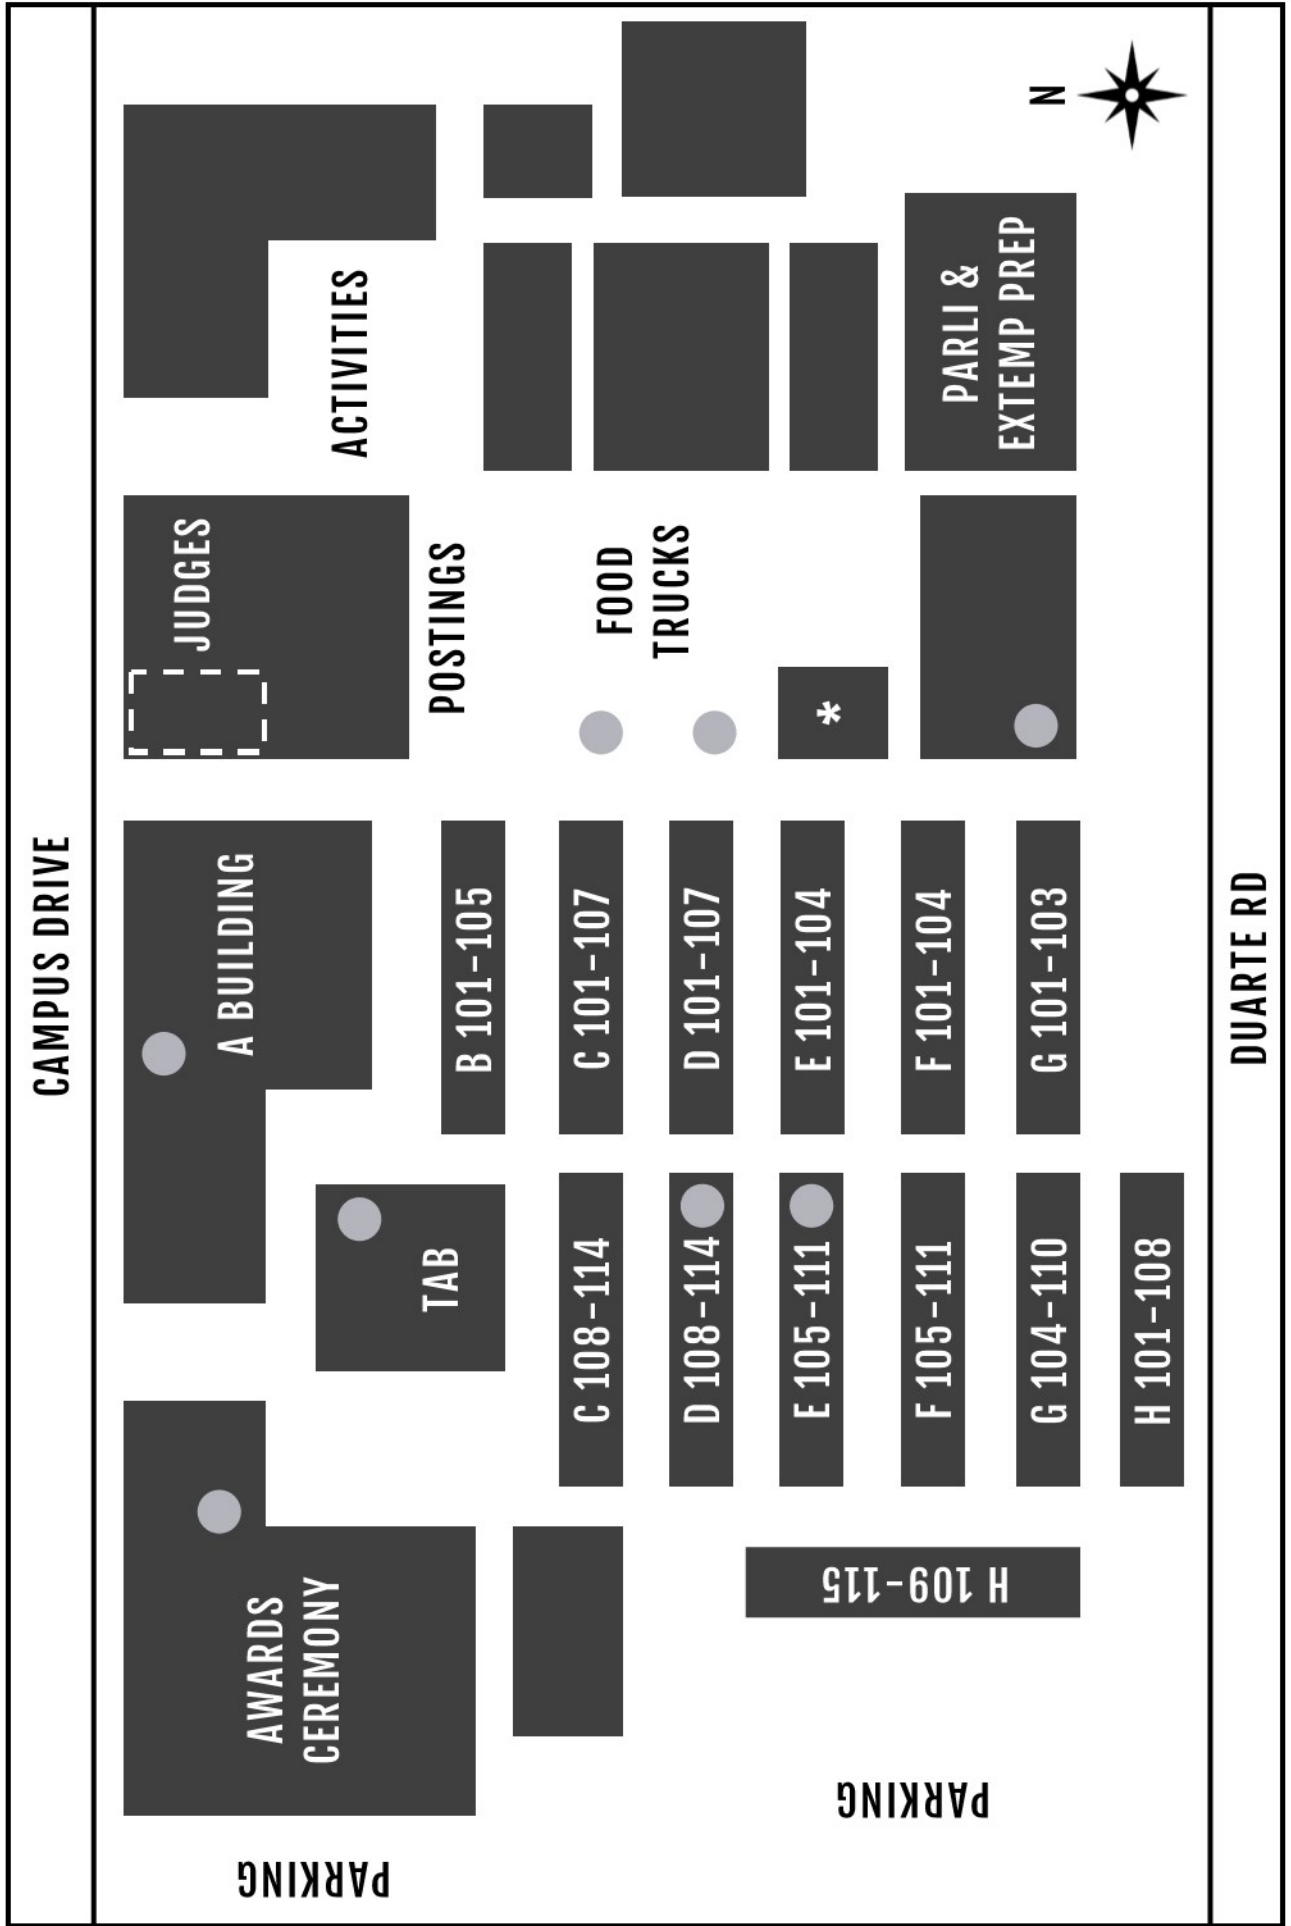 CAMPUS DRIVE
N
ACTIVITIES
PARLI &
EXTEMP PREP
JUDGES
POSTINGS
FOOD
TRUCKS
*
A BUILDING
B 101-105
C 101-107
D 101-107
E 101-104
F 101-104
G 101-103
TAB
C 108-114
D 108-114
E 105-111
F 105-111
G 104-110
H 101-108
H 109-115
AWARDS
CEREMONY
PARKING
PARKING
DUARTE RD